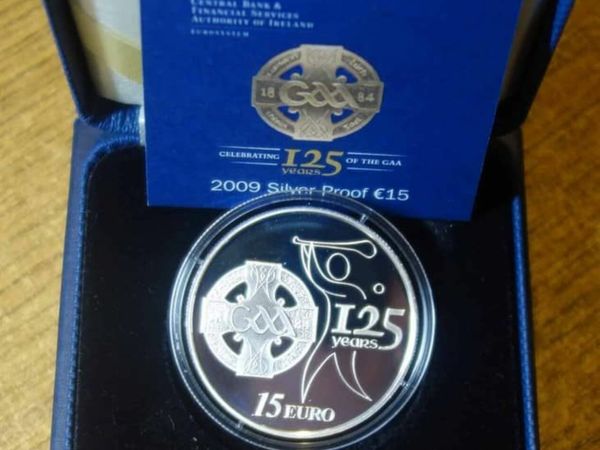 CENTRAL BANK &
FINANCIAL SERVICES
AUTHORITY OF IRELAND
EUROSYSTEM
GAA
18 84
CELEBRATING 125 years OF THE GAA
2009 Silver Proof €15
GAA
125
years
15 EURO